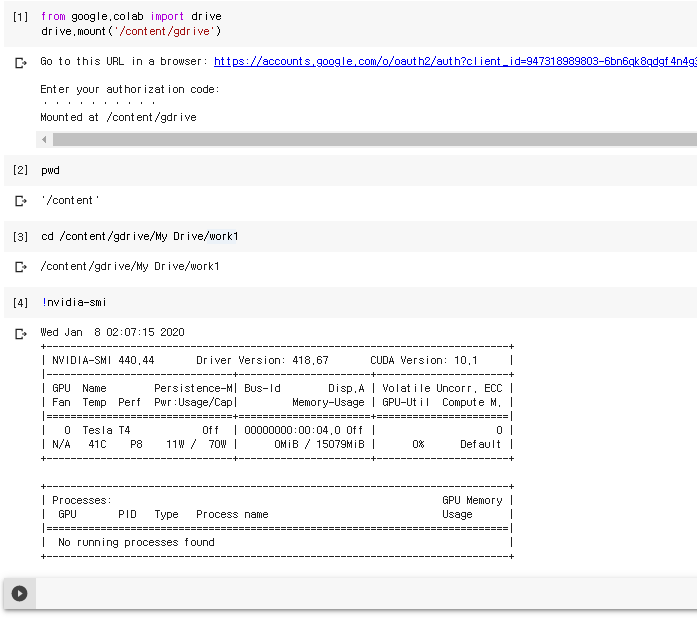 [1] from google.colab import drive
drive.mount('/content/gdrive')
Go to this URL in a browser: https://accounts.google.com/o/oauth2/auth?client_id=947318989803-6bn6qk8qdgf4n4g3
Enter your authorization code:
··········
Mounted at /content/gdrive
[2] pwd
'/content'
[3] cd /content/gdrive/My Drive/work1
/content/gdrive/My Drive/work1
[4] !nvidia-smi
Wed Jan  8 02:07:15 2020
+-----------------------------------------------------------------------------+
| NVIDIA-SMI 440.44       Driver Version: 418.67       CUDA Version: 10.1     |
|-------------------------------+----------------------+----------------------+
| GPU  Name        Persistence-M| Bus-Id        Disp.A | Volatile Uncorr. ECC |
| Fan  Temp  Perf  Pwr:Usage/Cap|         Memory-Usage | GPU-Util  Compute M. |
|===============================+======================+======================|
|   0  Tesla T4            Off  | 00000000:00:04.0 Off |                    0 |
| N/A   41C    P8    11W /  70W |      0MiB / 15079MiB |      0%      Default |
+-------------------------------+----------------------+----------------------+
+-----------------------------------------------------------------------------+
| Processes:                                                       GPU Memory |
|  GPU       PID   Type   Process name                             Usage      |
|=============================================================================|
|  No running processes found                                                 |
+-----------------------------------------------------------------------------+